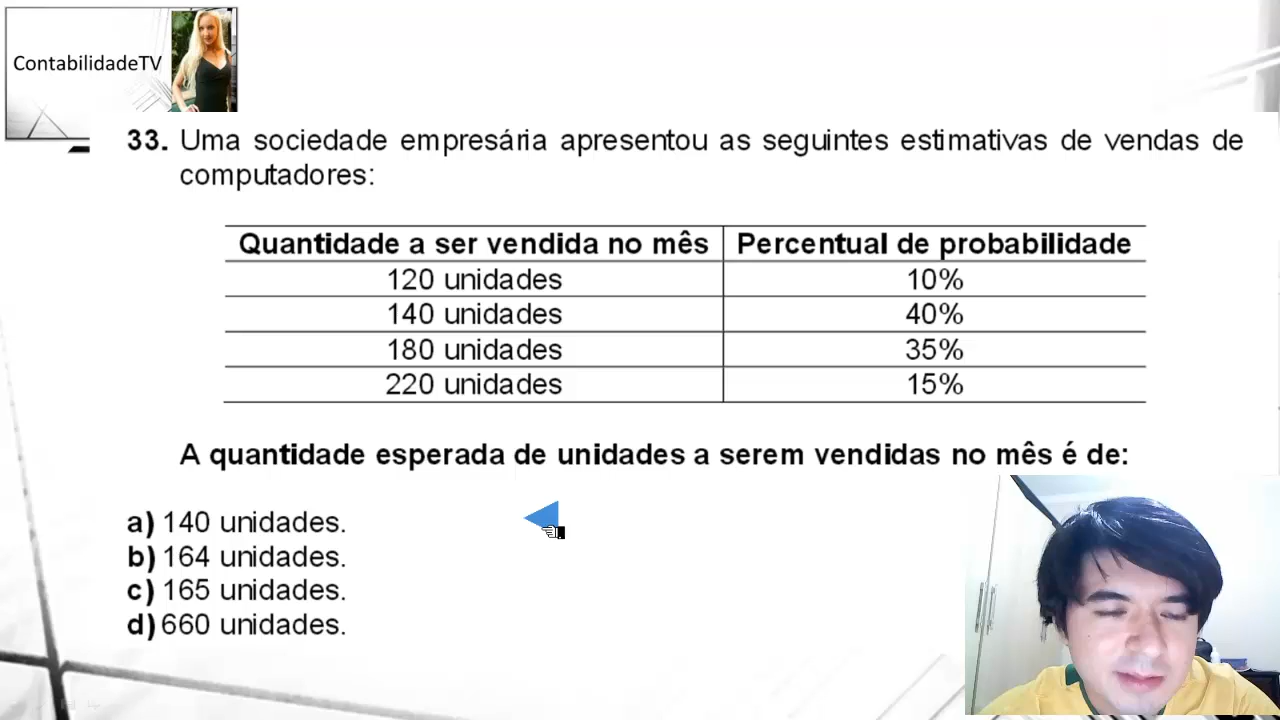 ContabilidadeTV
33. Uma sociedade empresária apresentou as seguintes estimativas de vendas de
computadores:
Quantidade a ser vendida no mês Percentual de probabilidade
120 unidades 10%
140 unidades 40%
180 unidades 35%
220 unidades 15%
A quantidade esperada de unidades a serem vendidas no mês é de:
a) 140 unidades.
b) 164 unidades.
c) 165 unidades.
d) 660 unidades.